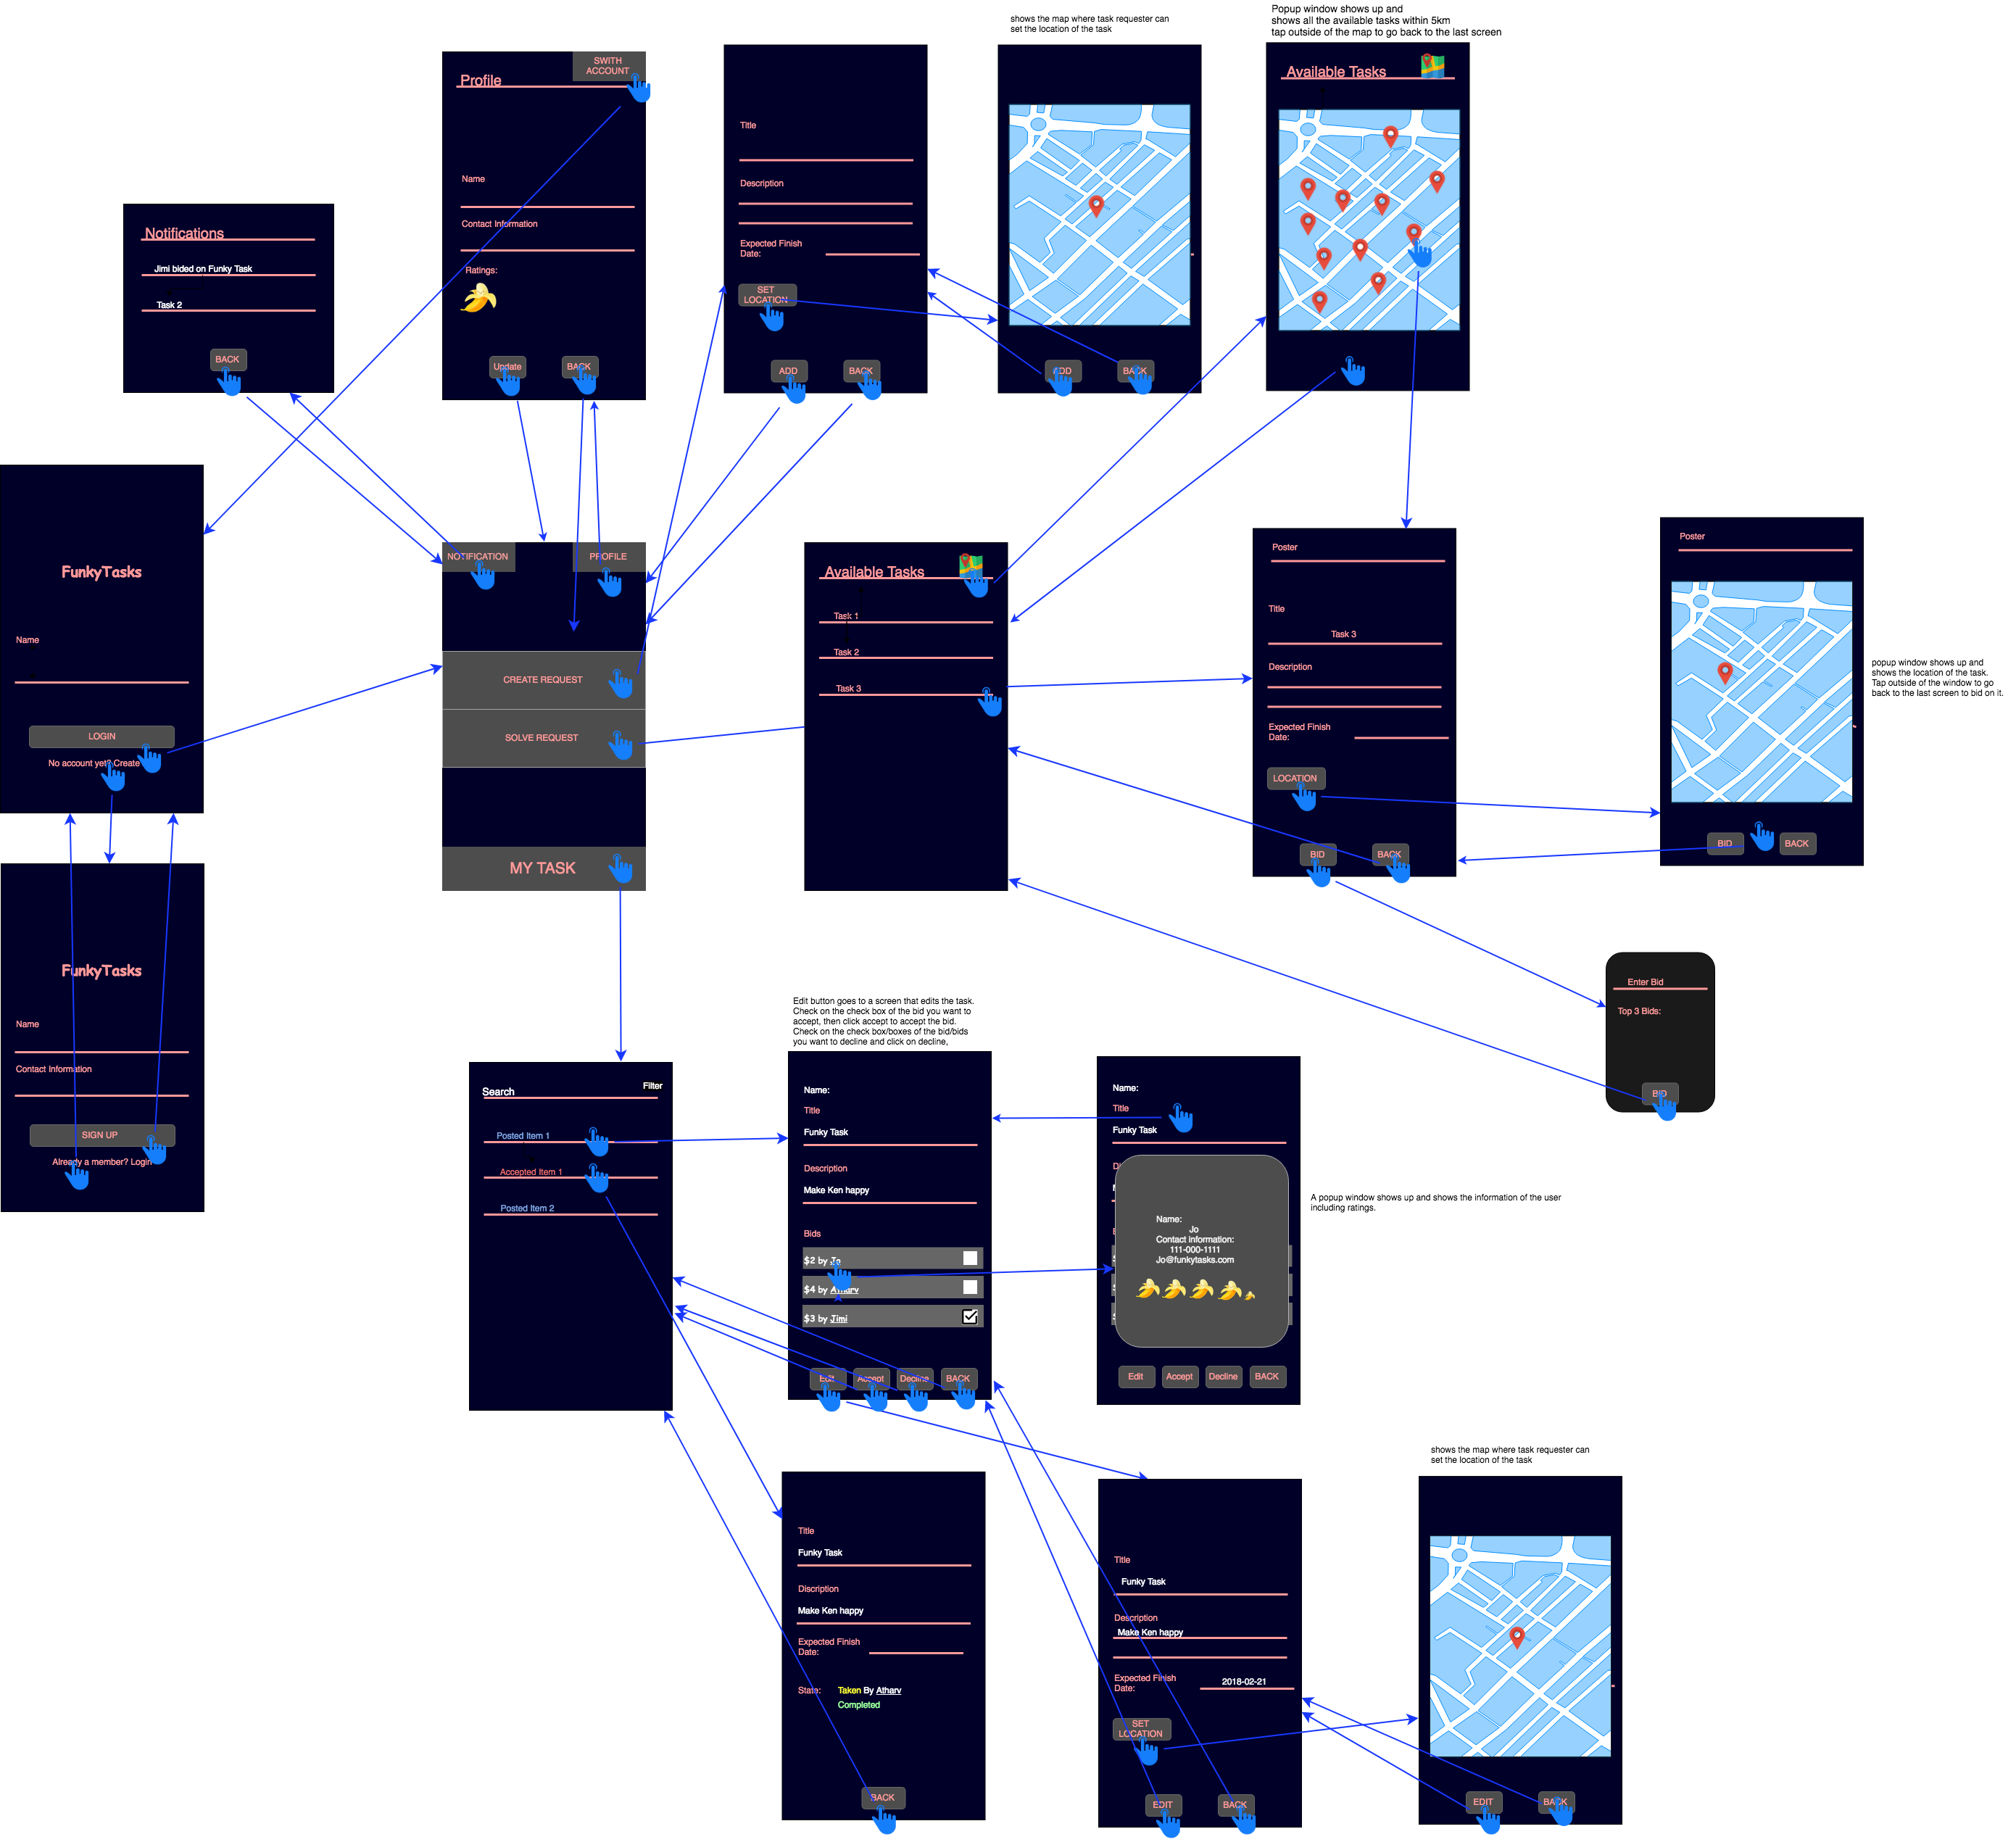 shows the map where task requester can
set the location of the task
Popup window shows up and
shows all the available tasks within 5km
tap outside of the map to go back to the last screen
Profile
SWITH
ACCOUNT
Name
Contact Information
Ratings:
Update
BACK
Title
Description
Expected Finish
Date:
SET
LOCATION
ADD
BACK
ADD
BACK
Available Tasks
Notifications
Jimi bided on Funky Task
Task 2
BACK
FunkyTasks
Name
LOGIN
No account yet? Create
NOTIFICATION
PROFILE
CREATE REQUEST
SOLVE REQUEST
MY TASK
Available Tasks
Task 1
Task 2
Task 3
Poster
Title
Task 3
Description
Expected Finish
Date:
LOCATION
BID
BACK
Poster
BID
BACK
popup window shows up and
shows the location of the task.
Tap outside of the window to go
back to the last screen to bid on it.
FunkyTasks
Name
Contact Information
SIGN UP
Already a member? Login
Enter Bid
Top 3 Bids:
BID
Search
Filter
Posted Item 1
Accepted Item 1
Posted Item 2
Edit button goes to a screen that edits the task.
Check on the check box of the bid you want to
accept, then click accept to accept the bid.
Check on the check box/boxes of the bid/bids
you want to decline and click on decline,
Name:
Title
Funky Task
Description
Make Ken happy
Bids
$2 by Jo
$4 by Atharv
$3 by Jimi
Edit
Accept
Decline
BACK
Name:
Title
Funky Task
Name:
Jo
Contact information:
111-000-1111
Jo@funkytasks.com
Edit
Accept
Decline
BACK
A popup window shows up and shows the information of the user
including ratings.
Title
Funky Task
Discription
Make Ken happy
Expected Finish
Date:
State:
Taken By Atharv
Completed
BACK
Title
Funky Task
Description
Make Ken happy
Expected Finish
Date:
2018-02-21
SET
LOCATION
EDIT
BACK
shows the map where task requester can
set the location of the task
EDIT
BACK